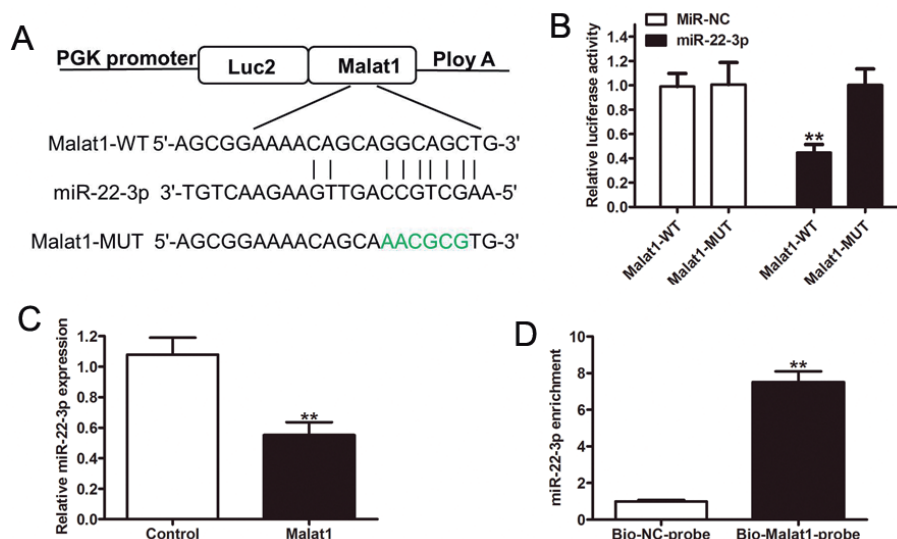 A
PGK promoter Luc2 Malat1 Ploy A
Malat1-WT 5'-AGCGGAAAACAGCAGGCAGCTG-3'
miR-22-3p 3'-TGTCAAGAAGTTGACCGTCGAA-5'
Malat1-MUT 5'-AGCGGAAAACAGCAAACGCGTG-3'
B
MiR-NC
miR-22-3p
Relative luciferase activity
1.4
1.2
1.0
0.8
0.6
0.4
0.2
0.0
**
Malat1-WT Malat1-MUT Malat1-WT Malat1-MUT
C
Relative miR-22-3p expression
1.2
1.0
0.8
0.6
0.4
0.2
0.0
**
Control Malat1
D
miR-22-3p enrichment
10
8
6
4
2
0
**
Bio-NC-probe Bio-Malat1-probe